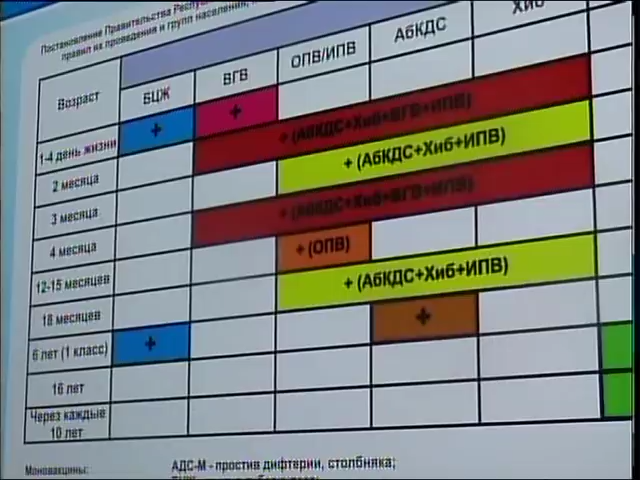 Постановление Правительства Респу
правил их проведения и групп населения,
Возраст БЦЖ ВГВ ОПВ/ИПВ АбКДС Хиб
1-4 день жизни + +
2 месяца + (АбКДС+Хиб+ВГВ+ИПВ)
3 месяца + (АбКДС+Хиб+ИПВ)
4 месяца + (АбКДС+Хиб+ВГВ+ИПВ)
12-15 месяцев + (ОПВ)
18 месяцев + (АбКДС+Хиб+ИПВ)
6 лет (1 класс) + +
16 лет
Через каждые
10 лет
Моновакцины: АДС-М - простив дифтерии, столбняка;